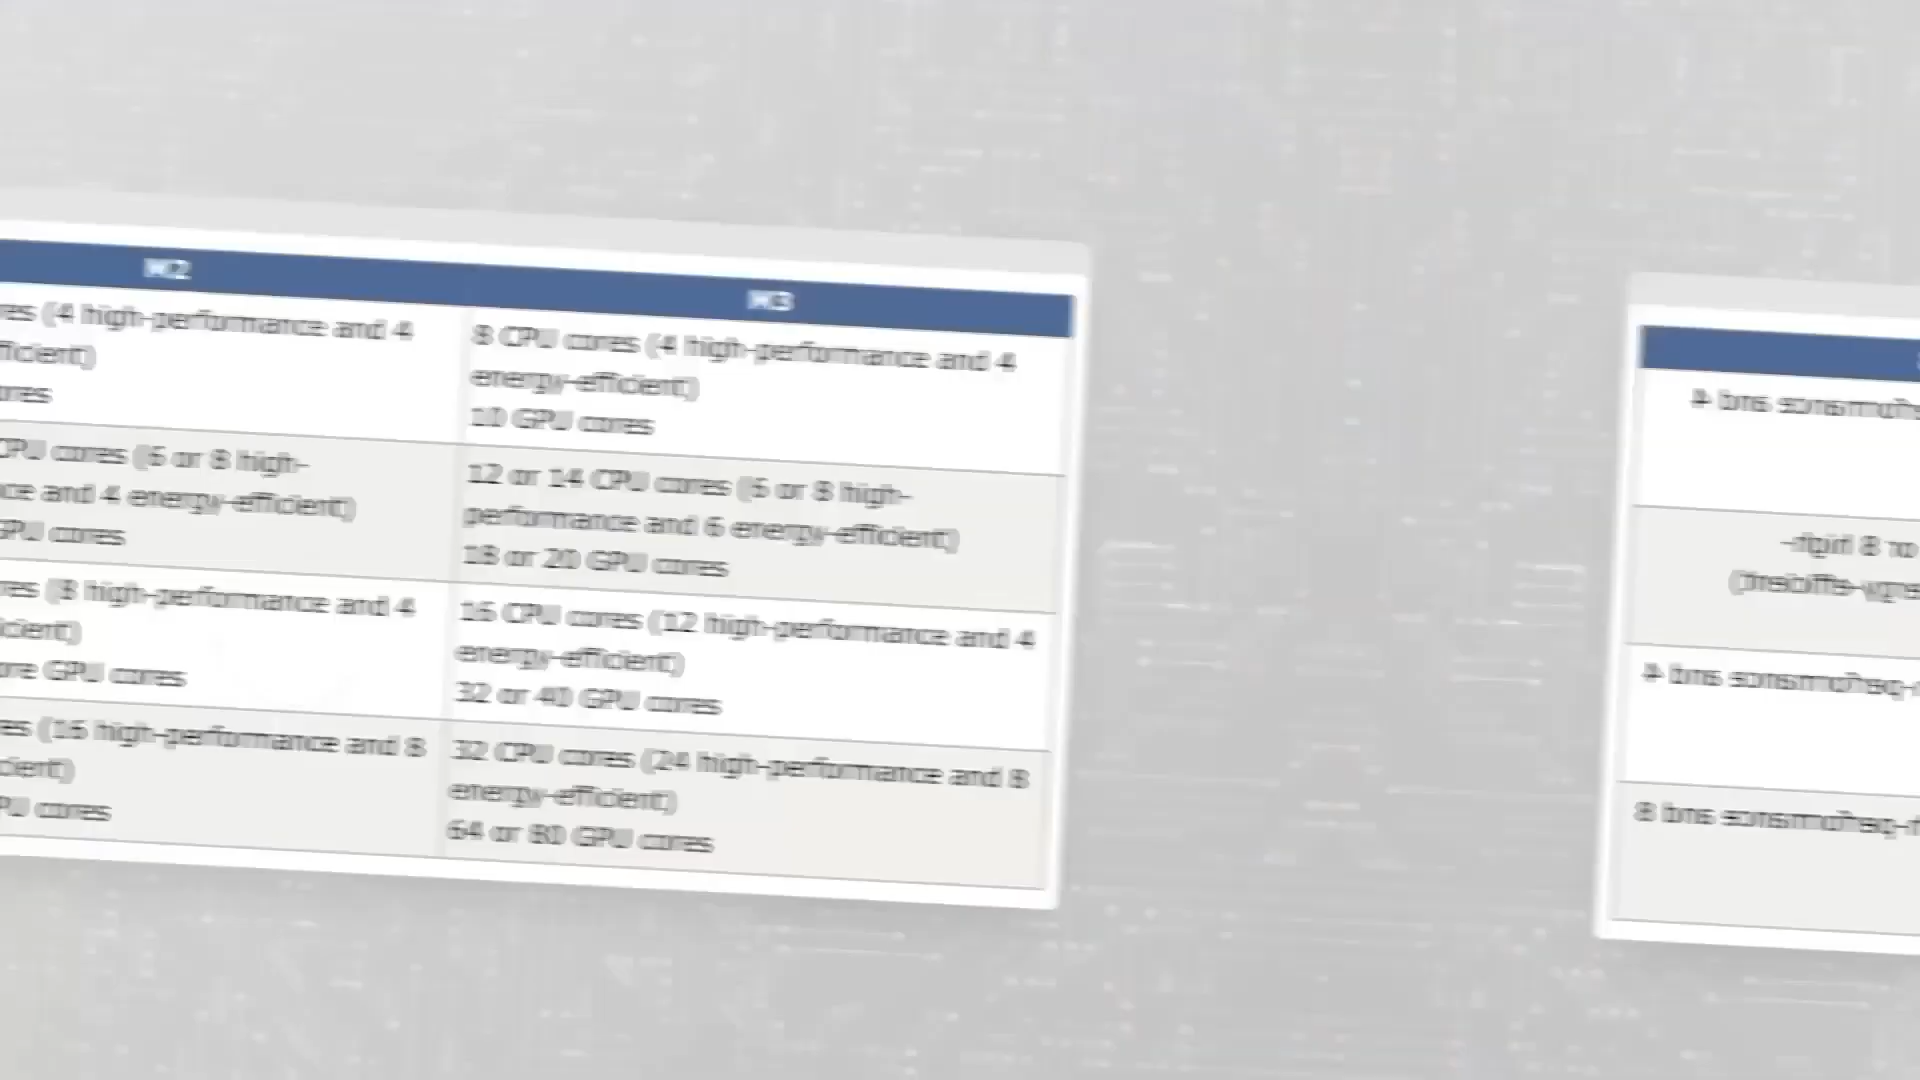 M2
M3
res (4 high-performance and 4
fficient)
ores
8 CPU cores (4 high-performance and 4
energy-efficient)
10 GPU cores
CPU cores (6 or 8 high-
ce and 4 energy-efficient)
GPU cores
12 or 14 CPU cores (6 or 8 high-
performance and 6 energy-efficient)
18 or 20 GPU cores
res (8 high-performance and 4
icient)
ore GPU cores
16 CPU cores (12 high-performance and 4
energy-efficient)
32 or 40 GPU cores
es (16 high-performance and 8
cient)
PU cores
32 CPU cores (24 high-performance and 8
energy-efficient)
64 or 80 GPU cores